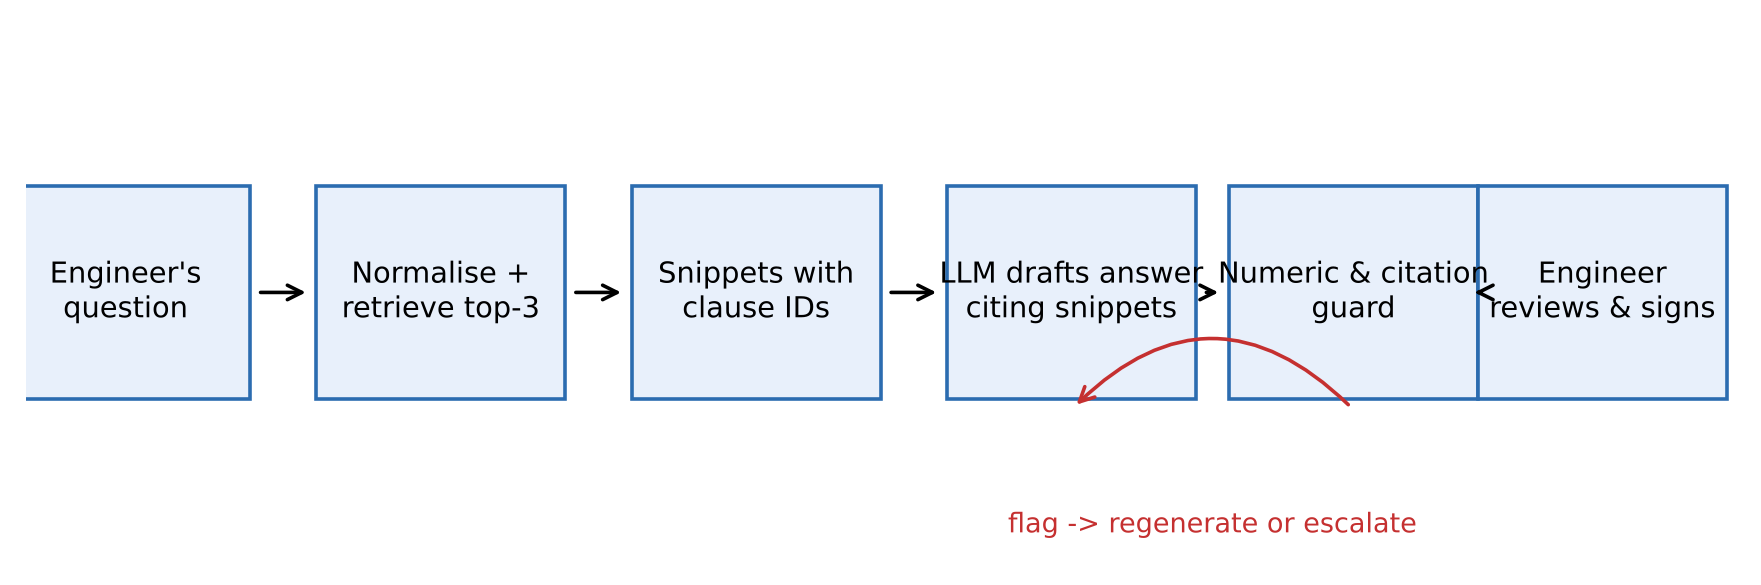 Engineer's
question
Normalise +
retrieve top-3
Snippets with
clause IDs
LLM drafts answer
citing snippets
Numeric & citation
guard
Engineer
reviews & signs
flag -> regenerate or escalate